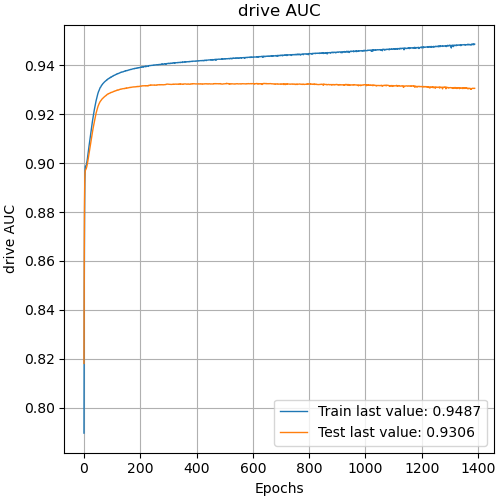 drive AUC
drive AUC
0.94
0.92
0.90
0.88
0.86
0.84
0.82
0.80
0 200 400 600 800 1000 1200 1400
Epochs
Train last value: 0.9487
Test last value: 0.9306